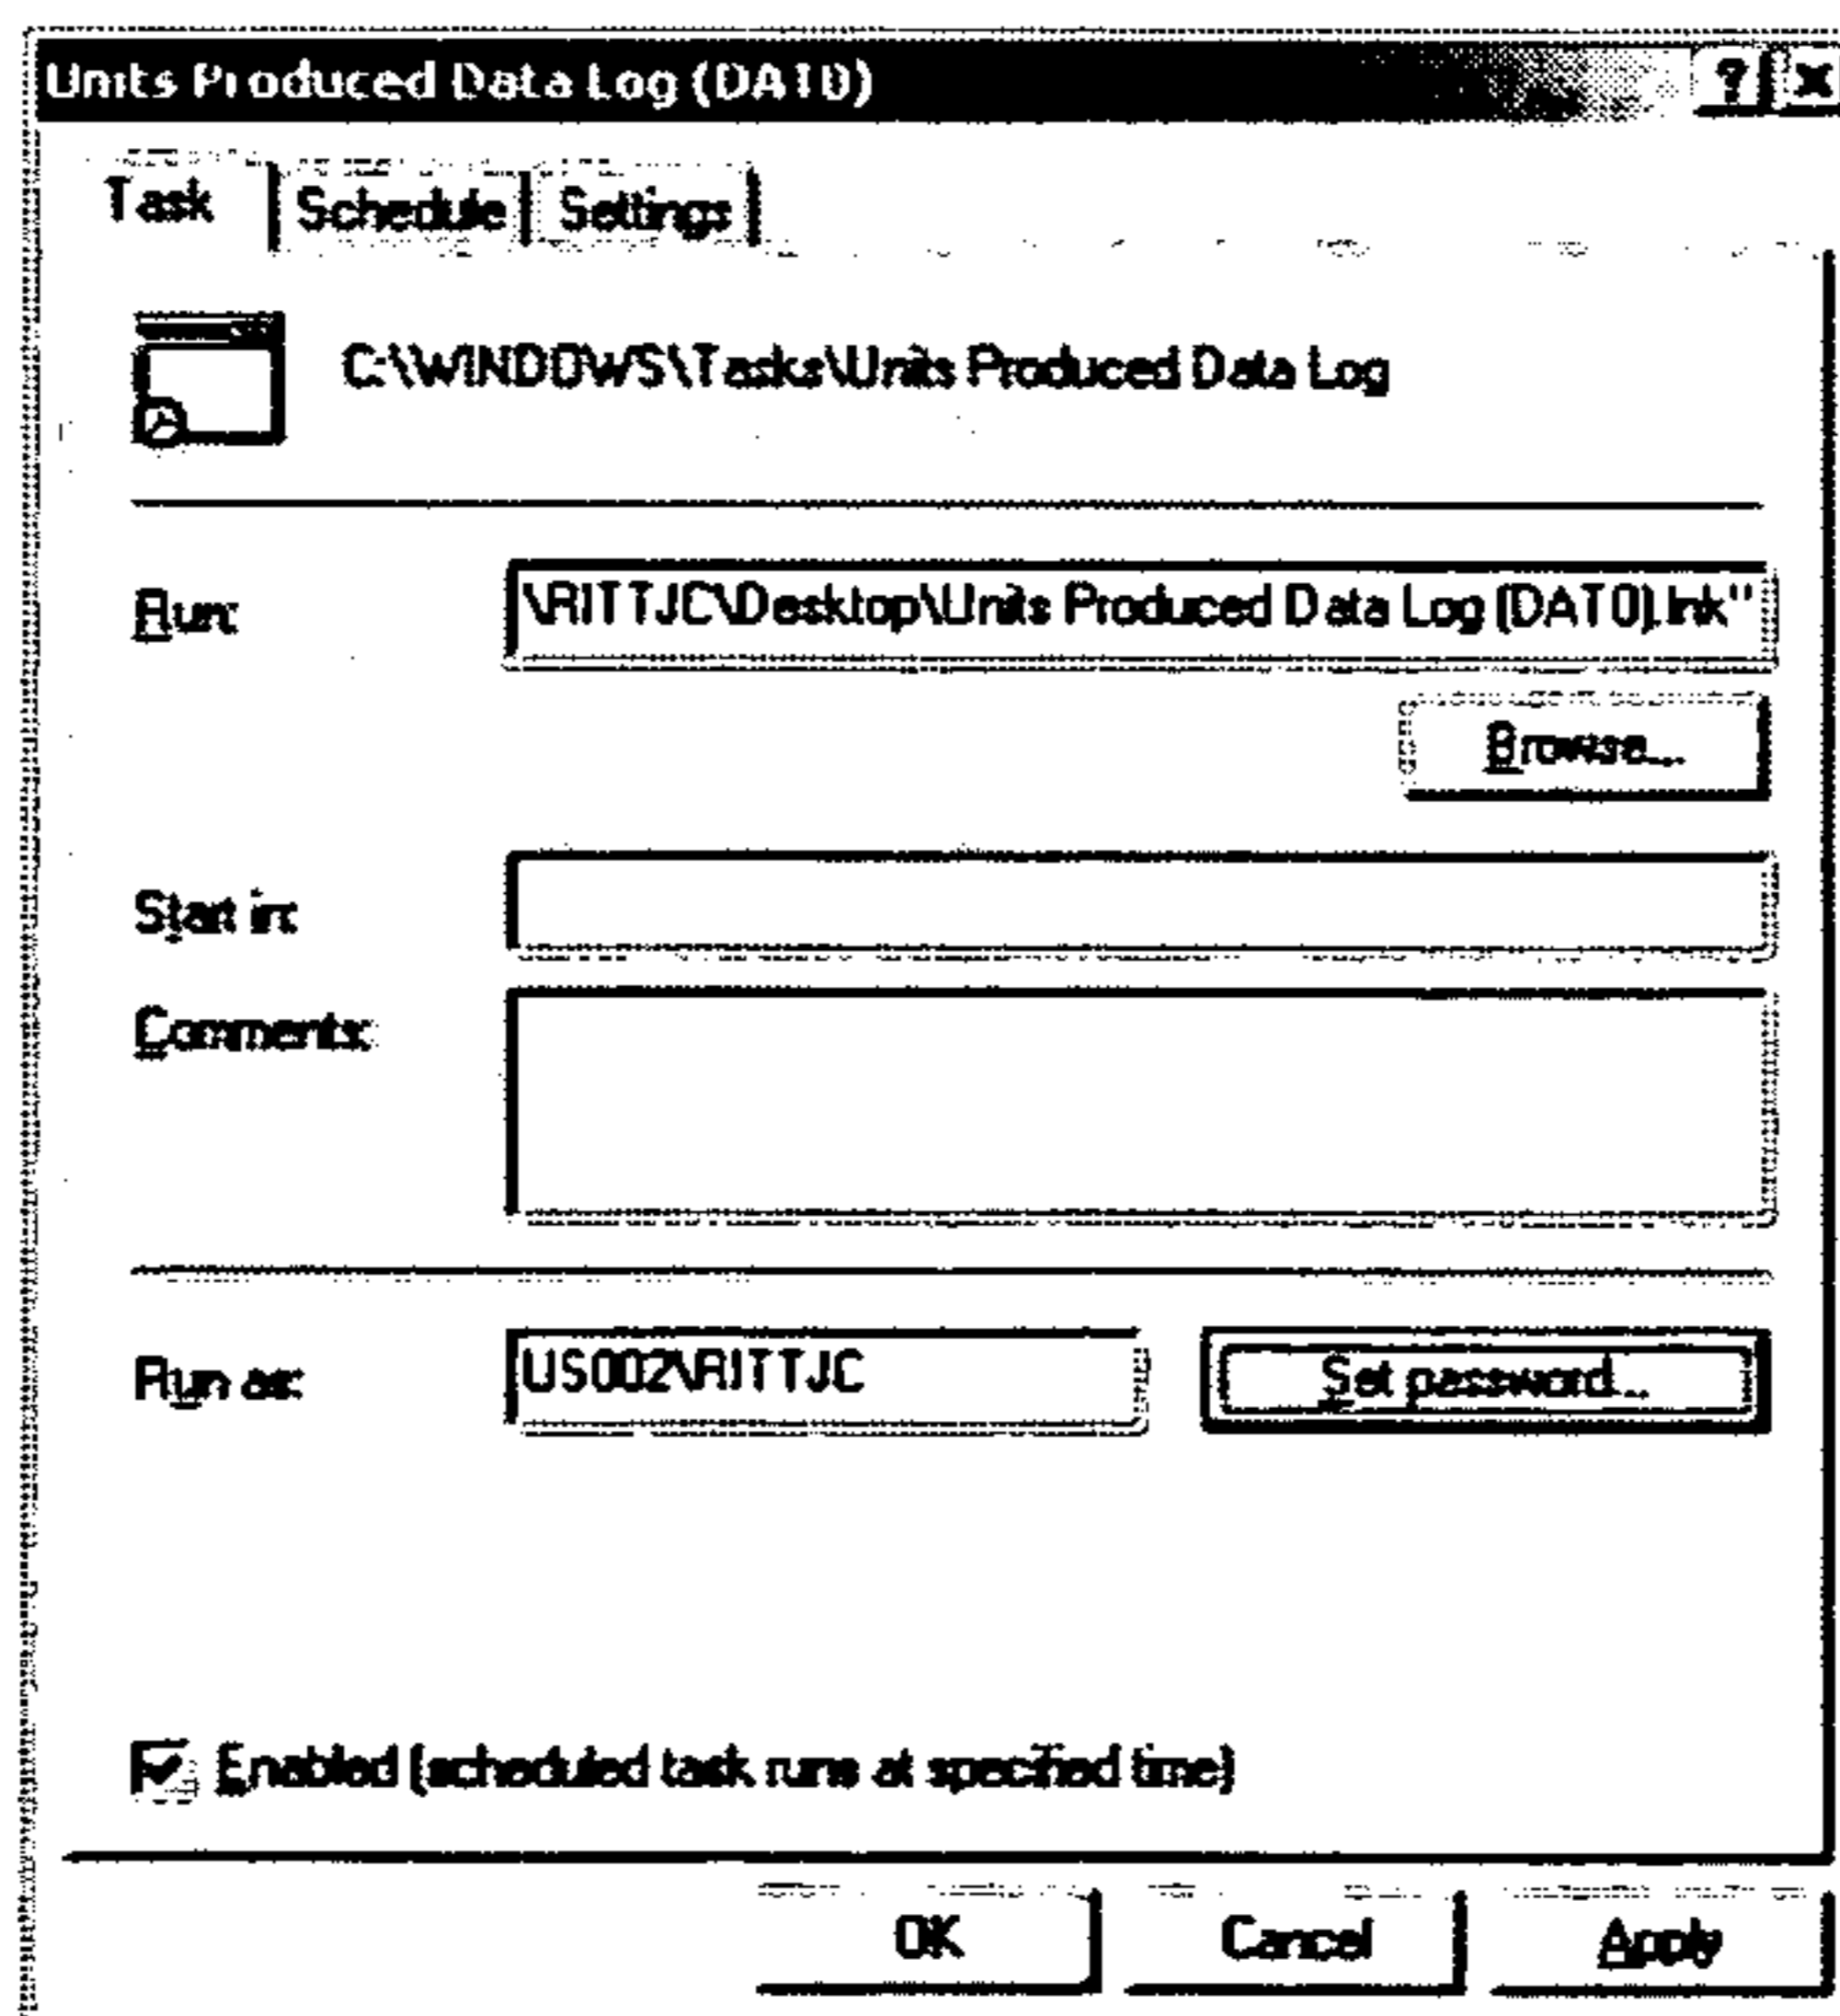 Units Produced Data Log (DAT0)
? X
Task Schedule Settings
C:\WINDOWS\Tasks\Units Produced Data Log
Run:
\RITTJC\Desktop\Units Produced Data Log (DAT0).lnk"
Browse...
Start in:
Comments:
Run as:
US002\RITTJC
Set password...
Enabled (scheduled task runs at specified time)
OK Cancel Apply